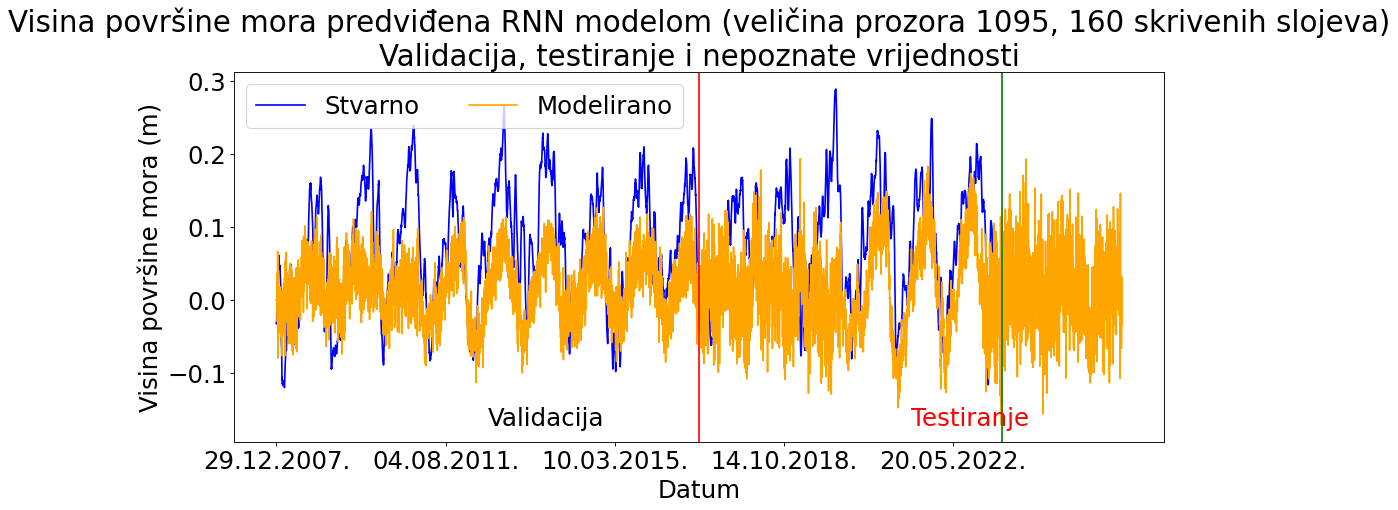 Visina površine mora predviđena RNN modelom (veličina prozora 1095, 160 skrivenih slojeva)
Validacija, testiranje i nepoznate vrijednosti
Stvarno
Modelirano
0.3
0.2
0.1
0.0
−0.1
Visina površine mora (m)
Validacija
Testiranje
29.12.2007.
04.08.2011.
10.03.2015.
14.10.2018.
20.05.2022.
Datum